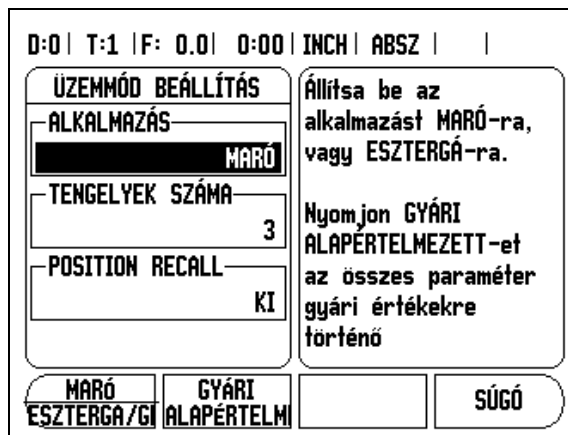 D:0 | T:1 | F: 0.0 | 0:00 | INCH | ABSZ | |
ÜZEMMÓD BEÁLLÍTÁS
ALKALMAZÁS
MARÓ
TENGELYEK SZÁMA
3
POSITION RECALL
KI
Állítsa be az
alkalmazást MARÓ-ra,
vagy ESZTERGÁ-ra.
Nyomjon GYÁRI
ALAPÉRTELMEZETT-et
az összes paraméter
gyári értékekre
történő
MARÓ
ESZTERGA/GI
GYÁRI
ALAPÉRTELMI
SÚGÓ